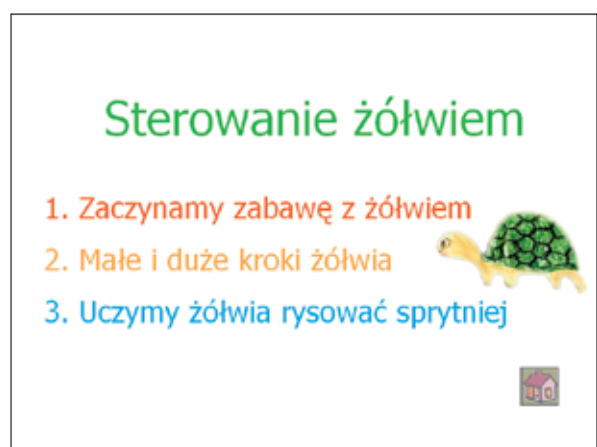 Sterowanie żółwiem
1. Zaczynamy zabawę z żółwiem
2. Małe i duże kroki żółwia
3. Uczymy żółwia rysować sprytniej